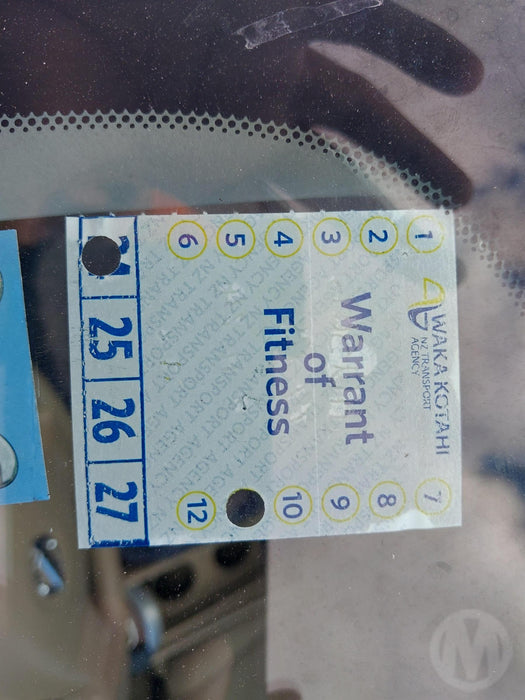 WAKA KOTAHI
NZ TRANSPORT
AGENCY
Warrant
of
Fitness
1
2
3
4
5
6
7
8
9
10
12
25
26
27
M